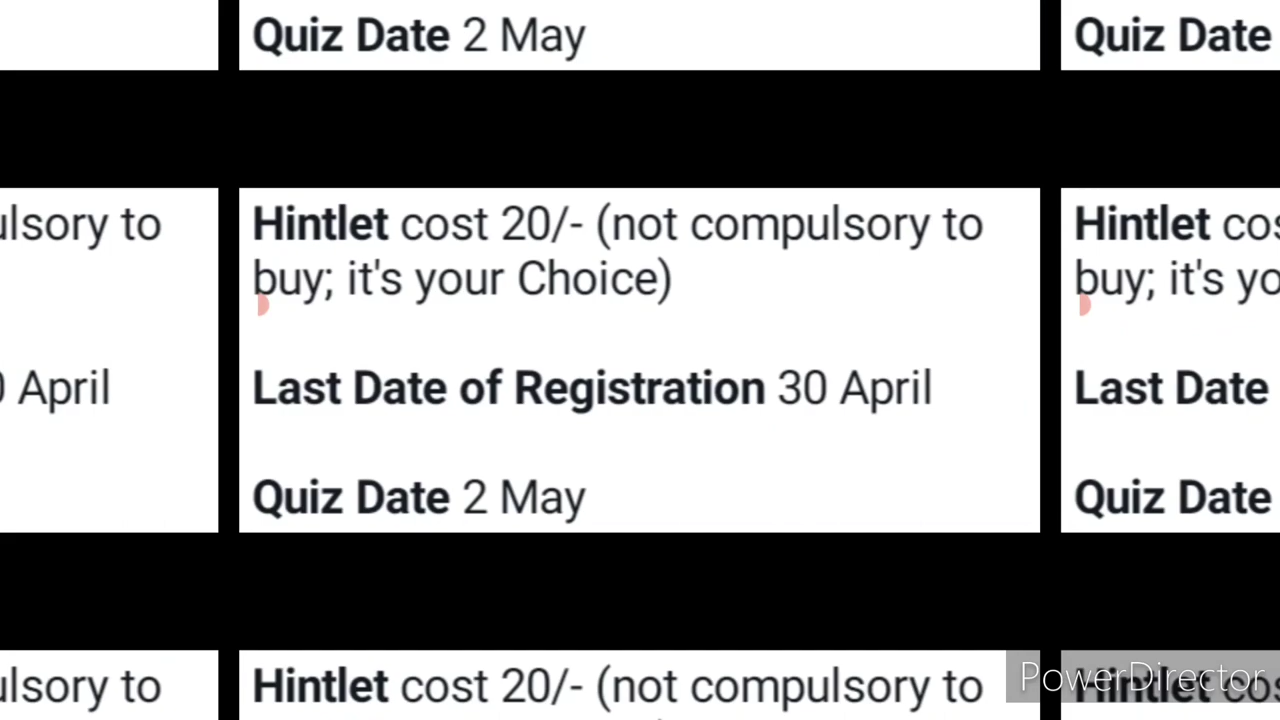 Quiz Date 2 May
Quiz Date
ulsory to
Hintlet cost 20/- (not compulsory to
buy; it's your Choice)
Hintlet cos
buy; it's yo
April
Last Date of Registration 30 April
Last Date
Quiz Date 2 May
Quiz Date
ulsory to
Hintlet cost 20/- (not compulsory to
Hintlet cos
PowerDirector